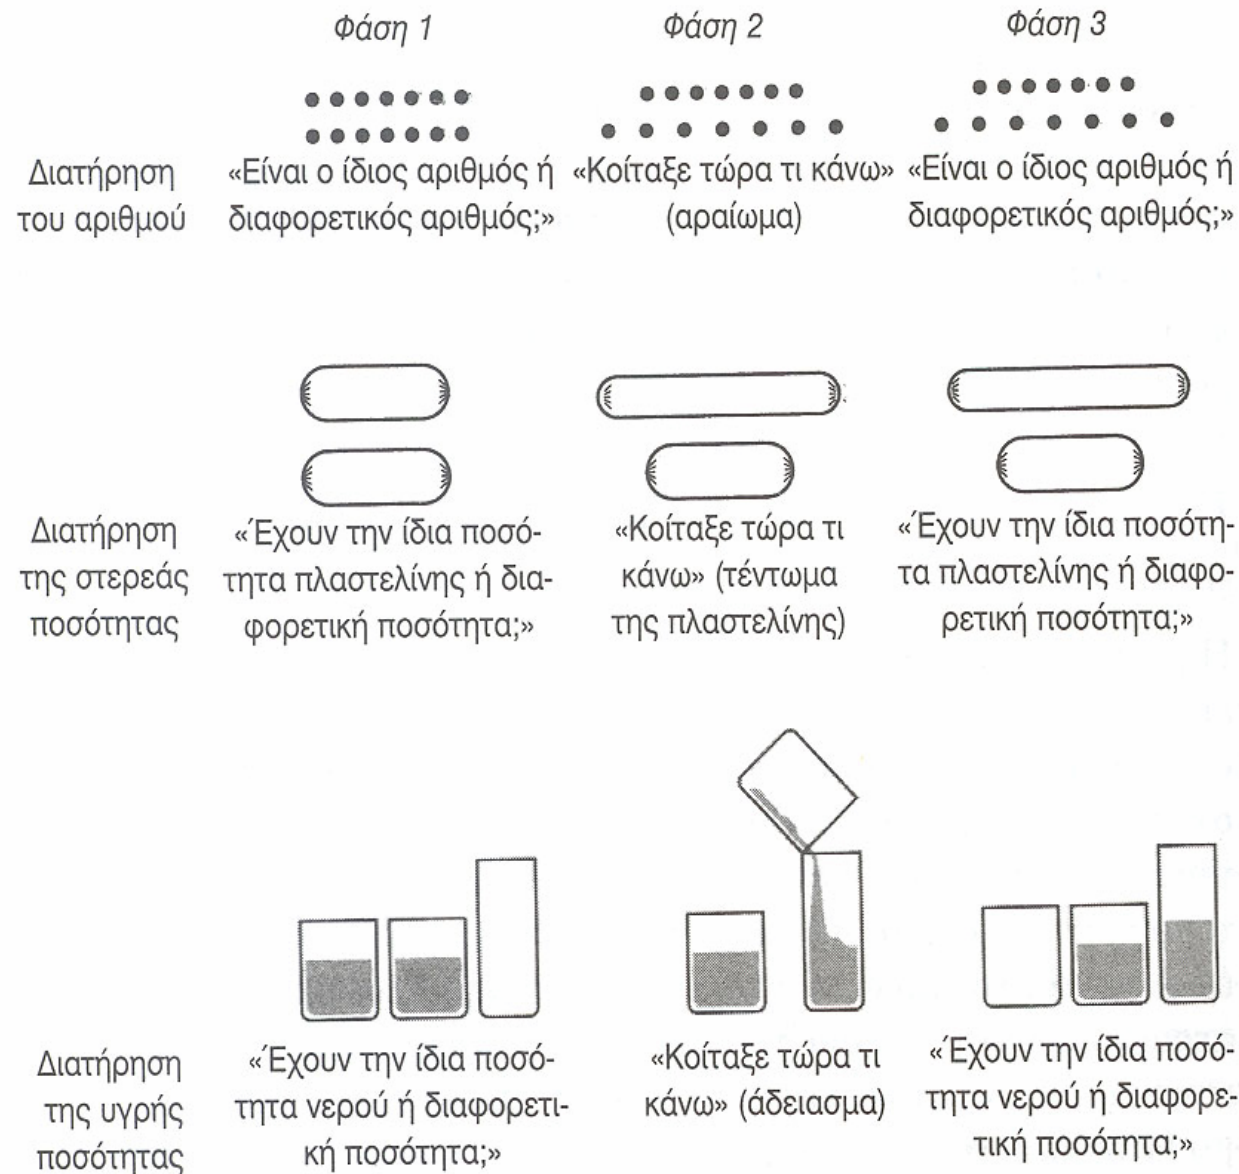 Φάση 1
Φάση 2
Φάση 3
Διατήρηση
του αριθμού
«Είναι ο ίδιος αριθμός ή
διαφορετικός αριθμός;»
«Κοίταξε τώρα τι κάνω»
(αραίωμα)
«Είναι ο ίδιος αριθμός ή
διαφορετικός αριθμός;»
Διατήρηση
της στερεάς
ποσότητας
«Έχουν την ίδια ποσό-
τητα πλαστελίνης ή δια-
φορετική ποσότητα;»
«Κοίταξε τώρα τι
κάνω» (τέντωμα
της πλαστελίνης)
«Έχουν την ίδια ποσότη-
τα πλαστελίνης ή διαφο-
ρετική ποσότητα;»
Διατήρηση
της υγρής
ποσότητας
«Έχουν την ίδια ποσό-
τητα νερού ή διαφορετι-
κή ποσότητα;»
«Κοίταξε τώρα τι
κάνω» (άδειασμα)
«Έχουν την ίδια ποσό-
τητα νερού ή διαφορε-
τική ποσότητα;»